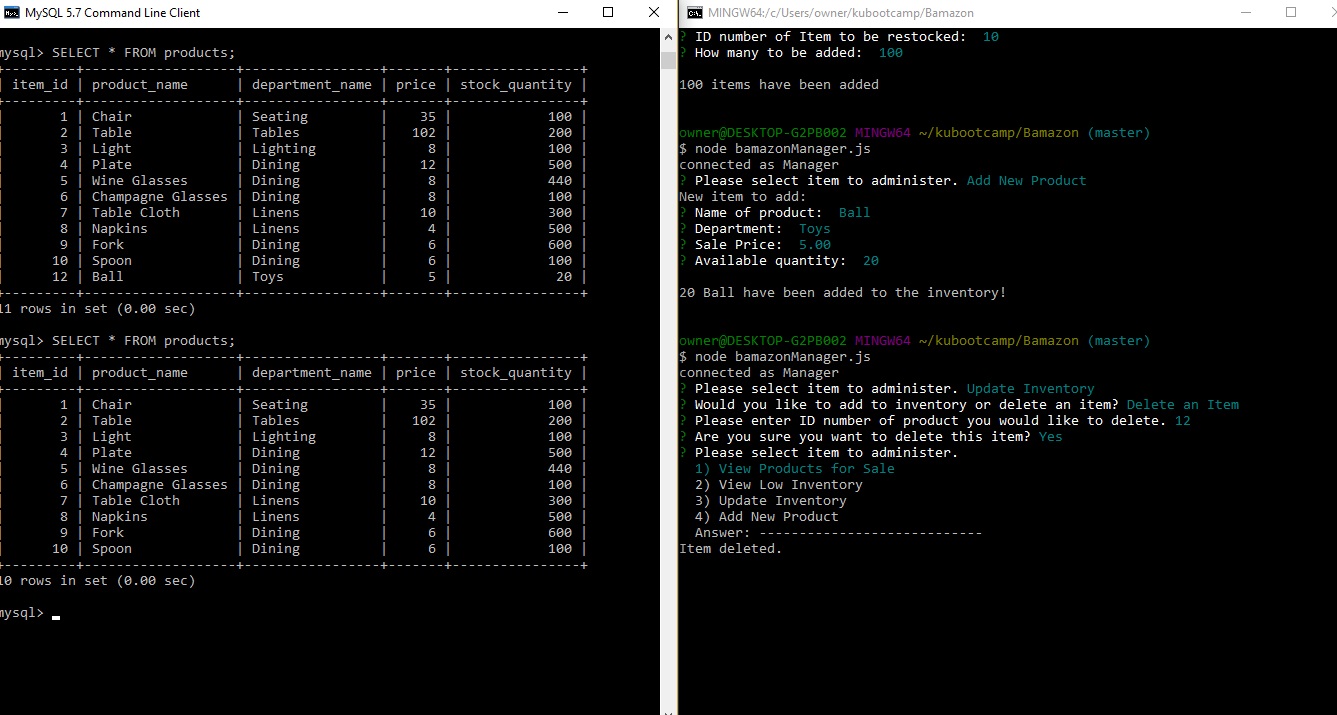 MySQL 5.7 Command Line Client
mysql> SELECT * FROM products;
+---------+-------------------+-----------------+-------+----------------+
| item_id | product_name      | department_name | price | stock_quantity |
+---------+-------------------+-----------------+-------+----------------+
|       1 | Chair             | Seating         |    35 |            100 |
|       2 | Table             | Tables          |   102 |            200 |
|       3 | Light             | Lighting        |     8 |            100 |
|       4 | Plate             | Dining          |    12 |            500 |
|       5 | Wine Glasses      | Dining          |     8 |            440 |
|       6 | Champagne Glasses | Dining          |     8 |            100 |
|       7 | Table Cloth       | Linens          |    10 |            300 |
|       8 | Napkins           | Linens          |     4 |            500 |
|       9 | Fork              | Dining          |     6 |            600 |
|      10 | Spoon             | Dining          |     6 |            100 |
|      12 | Ball              | Toys            |     5 |             20 |
+---------+-------------------+-----------------+-------+----------------+
11 rows in set (0.00 sec)
mysql> SELECT * FROM products;
+---------+-------------------+-----------------+-------+----------------+
| item_id | product_name      | department_name | price | stock_quantity |
+---------+-------------------+-----------------+-------+----------------+
|       1 | Chair             | Seating         |    35 |            100 |
|       2 | Table             | Tables          |   102 |            200 |
|       3 | Light             | Lighting        |     8 |            100 |
|       4 | Plate             | Dining          |    12 |            500 |
|       5 | Wine Glasses      | Dining          |     8 |            440 |
|       6 | Champagne Glasses | Dining          |     8 |            100 |
|       7 | Table Cloth       | Linens          |    10 |            300 |
|       8 | Napkins           | Linens          |     4 |            500 |
|       9 | Fork              | Dining          |     6 |            600 |
|      10 | Spoon             | Dining          |     6 |            100 |
+---------+-------------------+-----------------+-------+----------------+
10 rows in set (0.00 sec)
mysql>
MINGW64:/c/Users/owner/kubootcamp/Bamazon
? ID number of Item to be restocked:  10
? How many to be added:  100
100 items have been added
owner@DESKTOP-G2PB002 MINGW64 ~/kubootcamp/Bamazon (master)
$ node bamazonManager.js
connected as Manager
? Please select item to administer. Add New Product
New item to add:
? Name of product:  Ball
? Department:  Toys
? Sale Price:  5.00
? Available quantity:  20
20 Ball have been added to the inventory!
owner@DESKTOP-G2PB002 MINGW64 ~/kubootcamp/Bamazon (master)
$ node bamazonManager.js
connected as Manager
? Please select item to administer. Update Inventory
? Would you like to add to inventory or delete an item? Delete an Item
? Please enter ID number of product you would like to delete. 12
? Are you sure you want to delete this item? Yes
? Please select item to administer.
1) View Products for Sale
2) View Low Inventory
3) Update Inventory
4) Add New Product
Answer: ----------------------------
Item deleted.